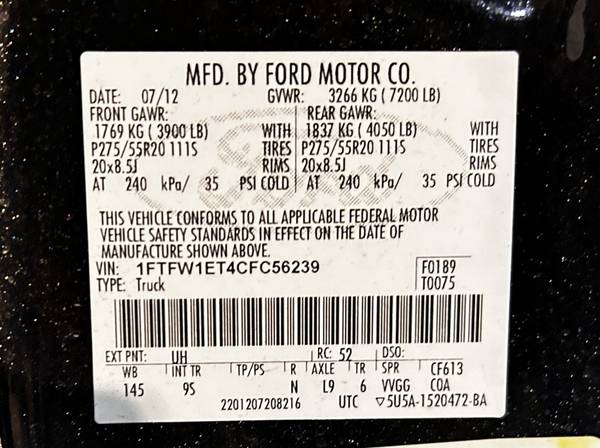 MFD. BY FORD MOTOR CO.
DATE: 07/12 GVWR: 3266 KG ( 7200 LB)
FRONT GAWR: REAR GAWR:
1769 KG ( 3900 LB) WITH 1837 KG ( 4050 LB) WITH
P275/55R20 111S TIRES P275/55R20 111S TIRES
20x8.5J RIMS 20x8.5J RIMS
AT 240 kPa/ 35 PSI COLD AT 240 kPa/ 35 PSI COLD
THIS VEHICLE CONFORMS TO ALL APPLICABLE FEDERAL MOTOR
VEHICLE SAFETY STANDARDS IN EFFECT ON THE DATE OF
MANUFACTURE SHOWN ABOVE.
VIN: 1FTFW1ET4CFC56239 F0189
TYPE: Truck T0075
EXT PNT: UH RC: 52 DSO:
WB INT TR TP/PS R AXLE TR SPR CF613
145 9S N L9 6 VVGG COA
2201207208216 UTC ▽5U5A-1520472-BA